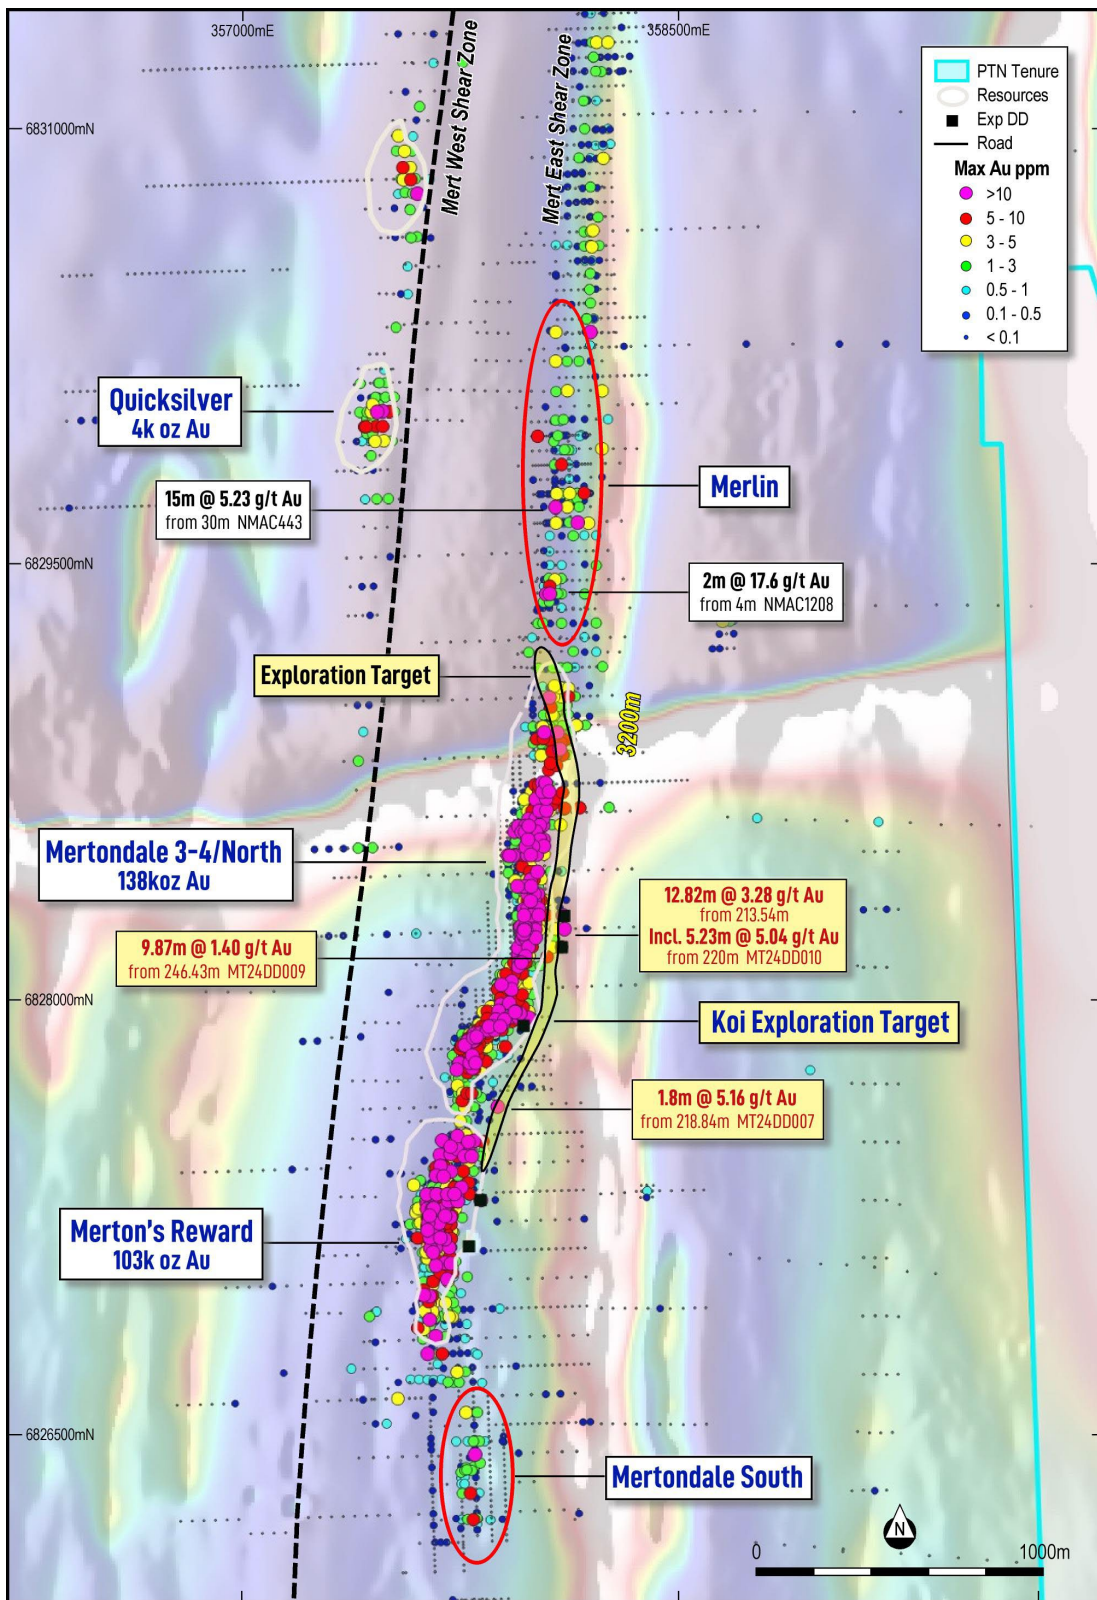 357000mE
358500mE
Mert West Shear Zone
Mert East Shear Zone
PTN Tenure
Resources
Exp DD
Road
Max Au ppm
>10
5 - 10
3 - 5
1 - 3
0.5 - 1
0.1 - 0.5
< 0.1
6831000mN
Quicksilver
4k oz Au
15m @ 5.23 g/t Au
from 30m NMAC443
Merlin
6829500mN
2m @ 17.6 g/t Au
from 4m NMAC1208
Exploration Target
3200m
Mertondale 3-4/North
138koz Au
12.82m @ 3.28 g/t Au
from 213.54m
Incl. 5.23m @ 5.04 g/t Au
from 220m MT24DD010
9.87m @ 1.40 g/t Au
from 246.43m MT24DD009
6828000mN
Koi Exploration Target
1.8m @ 5.16 g/t Au
from 218.84m MT24DD007
Merton's Reward
103k oz Au
6826500mN
Mertondale South
N
0
1000m